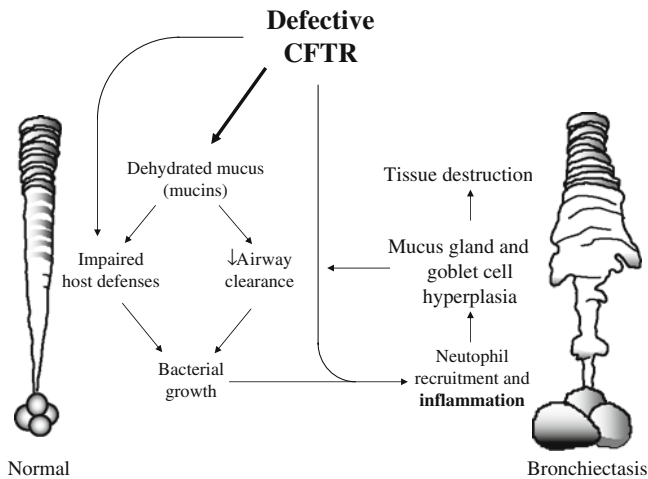 Defective
CFTR
Dehydrated mucus
(mucins)
Impaired
host defenses
↓Airway
clearance
Bacterial
growth
Tissue destruction
Mucus gland and
goblet cell
hyperplasia
Neutophil
recruitment and
inflammation
Normal
Bronchiectasis